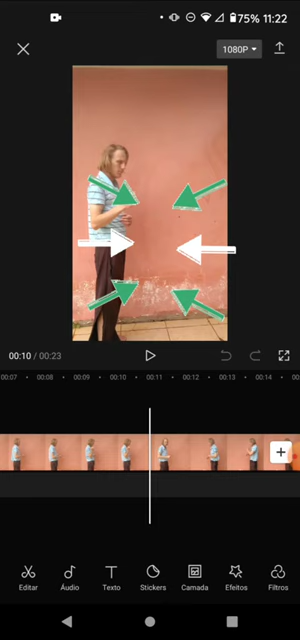 75% 11:22
1080P
00:10 / 00:23
00:07 00:08 00:09 00:10 00:11 00:12 00:13 00:14 00
Editar Áudio Texto Stickers Camada Efeitos Filtros